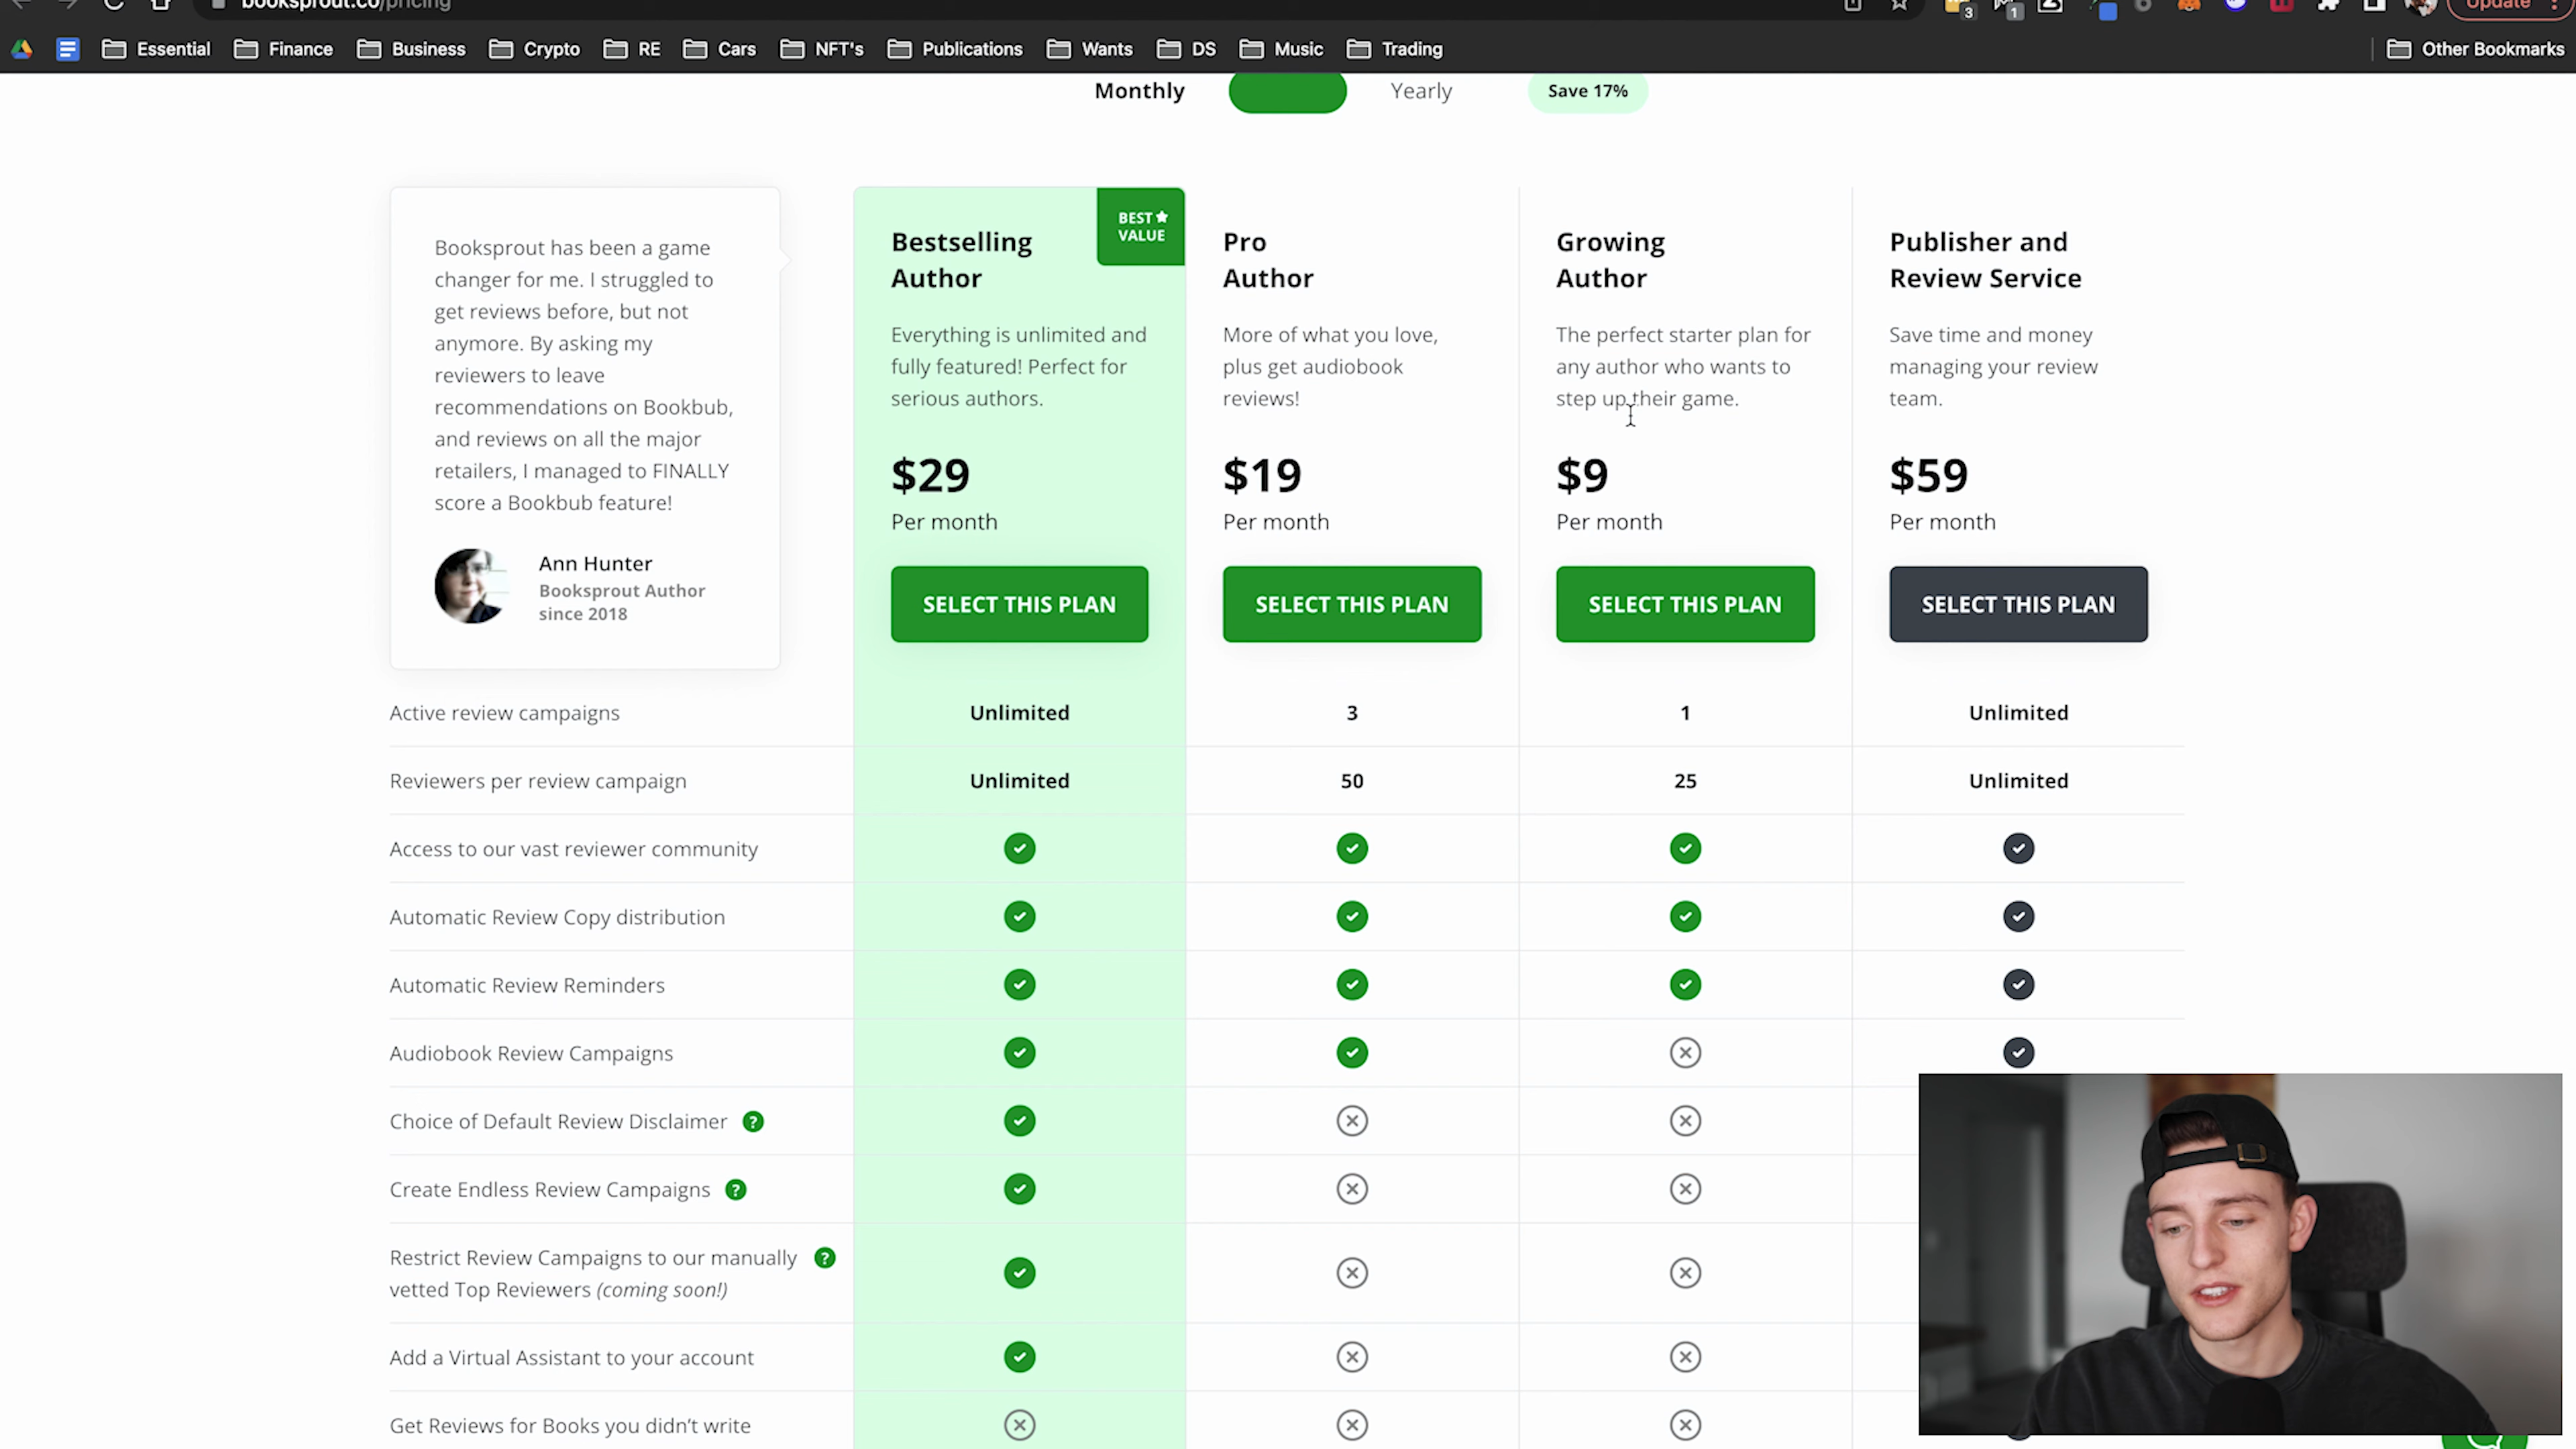 booksprout.co/pricing
Update
3
1
Essential
Finance
Business
Crypto
RE
Cars
NFT's
Publications
Wants
DS
Music
Trading
Other Bookmarks
Monthly
Yearly
Save 17%
Booksprout has been a game
changer for me. I struggled to
get reviews before, but not
anymore. By asking my
reviewers to leave
recommendations on Bookbub,
and reviews on all the major
retailers, I managed to FINALLY
score a Bookbub feature!
Ann Hunter
Booksprout Author
since 2018
BEST
VALUE
Bestselling
Author
Everything is unlimited and
fully featured! Perfect for
serious authors.
$29
Per month
SELECT THIS PLAN
Pro
Author
More of what you love,
plus get audiobook
reviews!
$19
Per month
SELECT THIS PLAN
Growing
Author
The perfect starter plan for
any author who wants to
step up their game.
$9
Per month
SELECT THIS PLAN
Publisher and
Review Service
Save time and money
managing your review
team.
$59
Per month
SELECT THIS PLAN
Active review campaigns
Unlimited
3
1
Unlimited
Reviewers per review campaign
Unlimited
50
25
Unlimited
Access to our vast reviewer community
Automatic Review Copy distribution
Automatic Review Reminders
Audiobook Review Campaigns
Choice of Default Review Disclaimer ?
Create Endless Review Campaigns ?
Restrict Review Campaigns to our manually ?
vetted Top Reviewers (coming soon!)
Add a Virtual Assistant to your account
Get Reviews for Books you didn't write